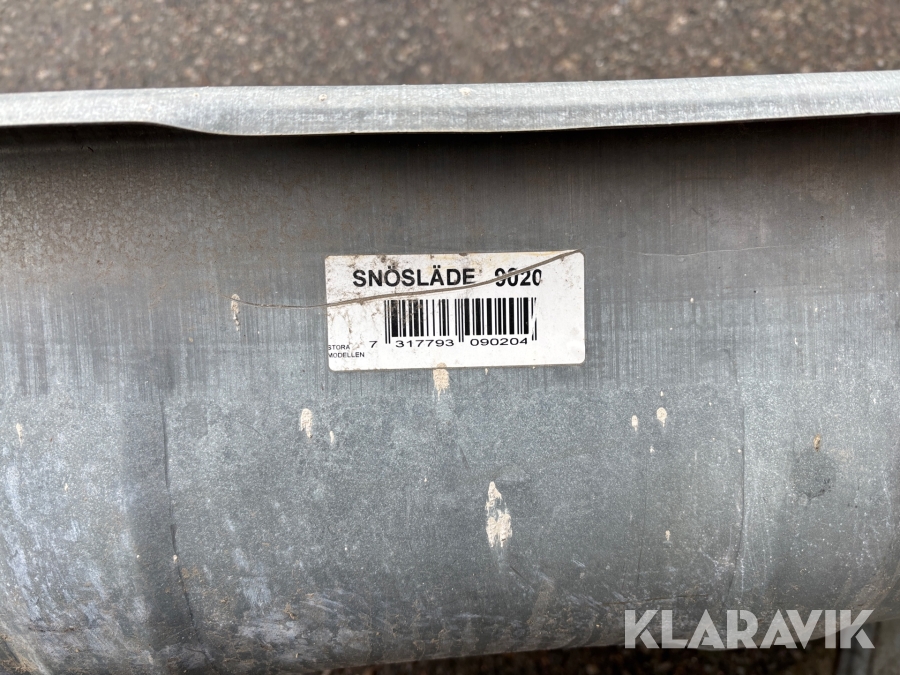 SNÖSLÄDE 9020
STORA
MODELLEN
7 317793 090204
KLARAVIK